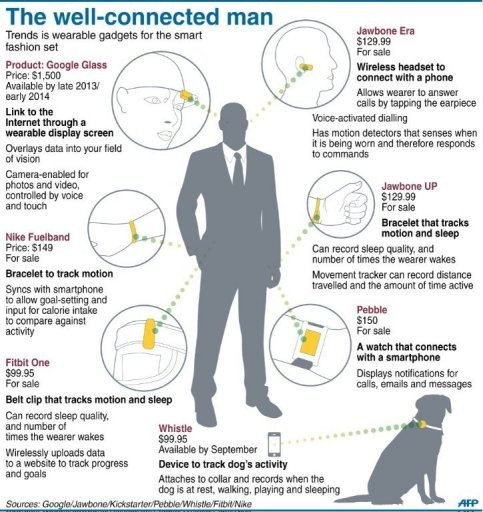 The well-connected man
Trends is wearable gadgets for the smart
fashion set
Product: Google Glass
Price: $1,500
Available by late 2013/
early 2014
Link to the
Internet through a
wearable display screen
Overlays data into your field
of vision
Camera-enabled for
photos and video,
controlled by voice
and touch
Nike Fuelband
Price: $149
For sale
Bracelet to track motion
Syncs with smartphone
to allow goal-setting and
input for calorie intake
to compare against
activity
Fitbit One
$99.95
For sale
Belt clip that tracks motion and sleep
Can record sleep quality,
and number of
times the wearer wakes
Wirelessly uploads data
to a website to track progress
and goals
Jawbone Era
$129.99
For sale
Wireless headset to
connect with a phone
Allows wearer to answer
calls by tapping the earpiece
Voice-activated dialling
Has motion detectors that senses when
it is being worn and therefore responds
to commands
Jawbone UP
$129.99
For sale
Bracelet that tracks
motion and sleep
Can record sleep quality, and
number of times the wearer wakes
Movement tracker can record distance
travelled and the amount of time active
Pebble
$150
For sale
A watch that connects
with a smartphone
Displays notifications for
calls, emails and messages
Whistle
$99.95
Available by September
Device to track dog's activity
Attaches to collar and records when the
dog is at rest, walking, playing and sleeping
Sources: Google/Jawbone/Kickstarter/Pebble/Whistle/Fitbit/Nike
AFP